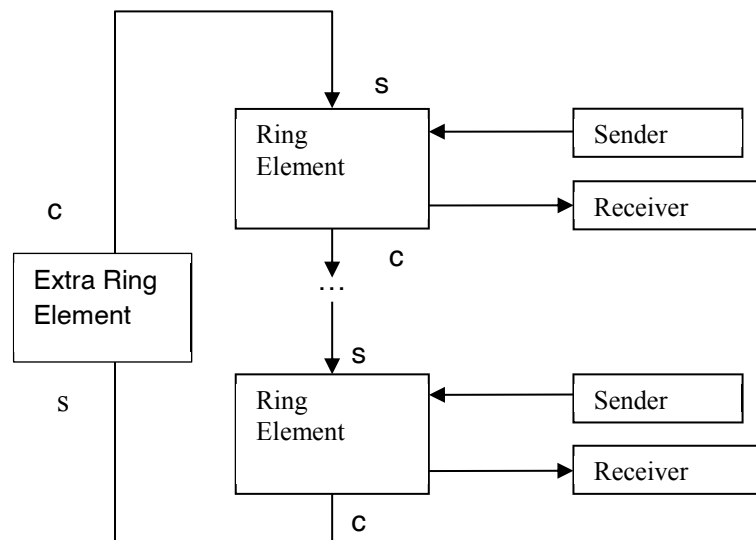 s
Ring
Element
Sender
Receiver
c
c
Extra Ring
Element
...
s
s
Ring
Element
Sender
Receiver
c